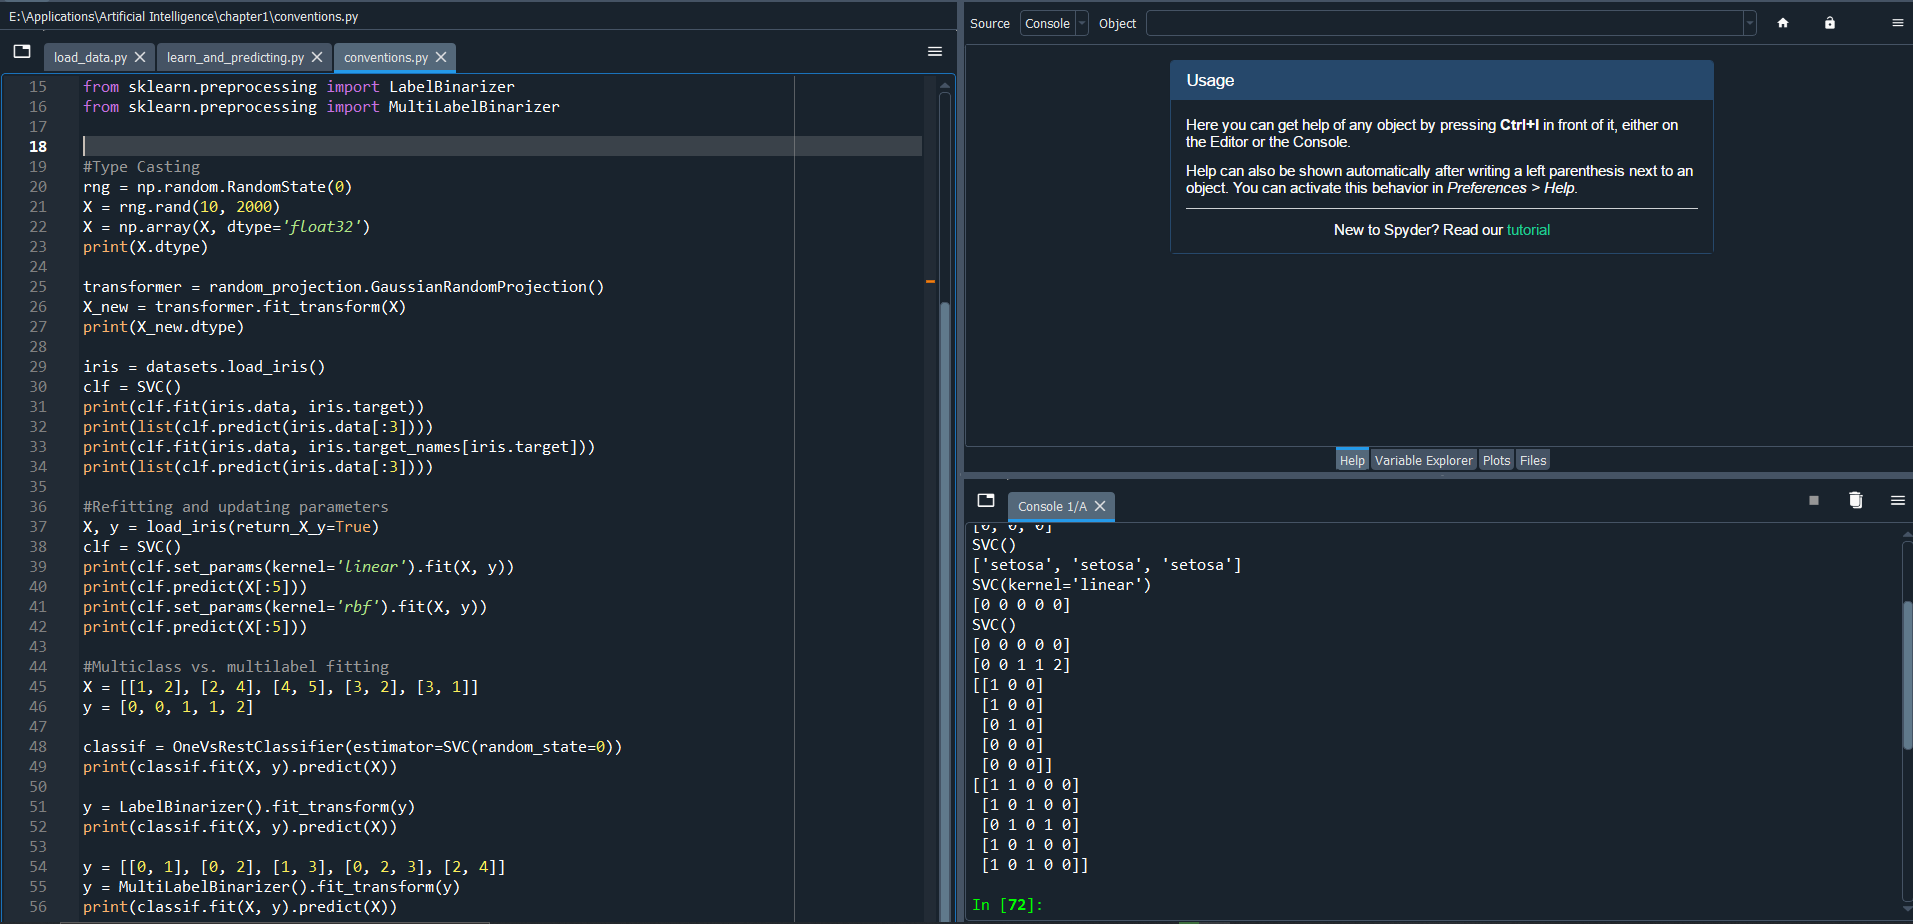 E:\Applications\Artificial Intelligence\chapter1\conventions.py
load_data.py
learn_and_predicting.py
conventions.py
15 from sklearn.preprocessing import LabelBinarizer
16 from sklearn.preprocessing import MultiLabelBinarizer
17
18
19 #Type Casting
20 rng = np.random.RandomState(0)
21 X = rng.rand(10, 2000)
22 X = np.array(X, dtype='float32')
23 print(X.dtype)
24
25 transformer = random_projection.GaussianRandomProjection()
26 X_new = transformer.fit_transform(X)
27 print(X_new.dtype)
28
29 iris = datasets.load_iris()
30 clf = SVC()
31 print(clf.fit(iris.data, iris.target))
32 print(list(clf.predict(iris.data[:3])))
33 print(clf.fit(iris.data, iris.target_names[iris.target]))
34 print(list(clf.predict(iris.data[:3])))
35
36 #Refitting and updating parameters
37 X, y = load_iris(return_X_y=True)
38 clf = SVC()
39 print(clf.set_params(kernel='linear').fit(X, y))
40 print(clf.predict(X[:5]))
41 print(clf.set_params(kernel='rbf').fit(X, y))
42 print(clf.predict(X[:5]))
43
44 #Multiclass vs. multilabel fitting
45 X = [[1, 2], [2, 4], [4, 5], [3, 2], [3, 1]]
46 y = [0, 0, 1, 1, 2]
47
48 classif = OneVsRestClassifier(estimator=SVC(random_state=0))
49 print(classif.fit(X, y).predict(X))
50
51 y = LabelBinarizer().fit_transform(y)
52 print(classif.fit(X, y).predict(X))
53
54 y = [[0, 1], [0, 2], [1, 3], [0, 2, 3], [2, 4]]
55 y = MultiLabelBinarizer().fit_transform(y)
56 print(classif.fit(X, y).predict(X))
Source Console Object
Usage
Here you can get help of any object by pressing Ctrl+I in front of it, either on
the Editor or the Console.
Help can also be shown automatically after writing a left parenthesis next to an
object. You can activate this behavior in Preferences > Help.
New to Spyder? Read our tutorial
Help Variable Explorer Plots Files
Console 1/A
[0, 0, 0]
SVC()
['setosa', 'setosa', 'setosa']
SVC(kernel='linear')
[0 0 0 0 0]
SVC()
[0 0 0 0 0]
[0 0 1 1 2]
[[1 0 0]
[1 0 0]
[0 1 0]
[0 0 0]
[0 0 0]]
[[1 1 0 0 0]
[1 0 1 0 0]
[0 1 0 1 0]
[1 0 1 0 0]
[1 0 1 0 0]]
In [72]: